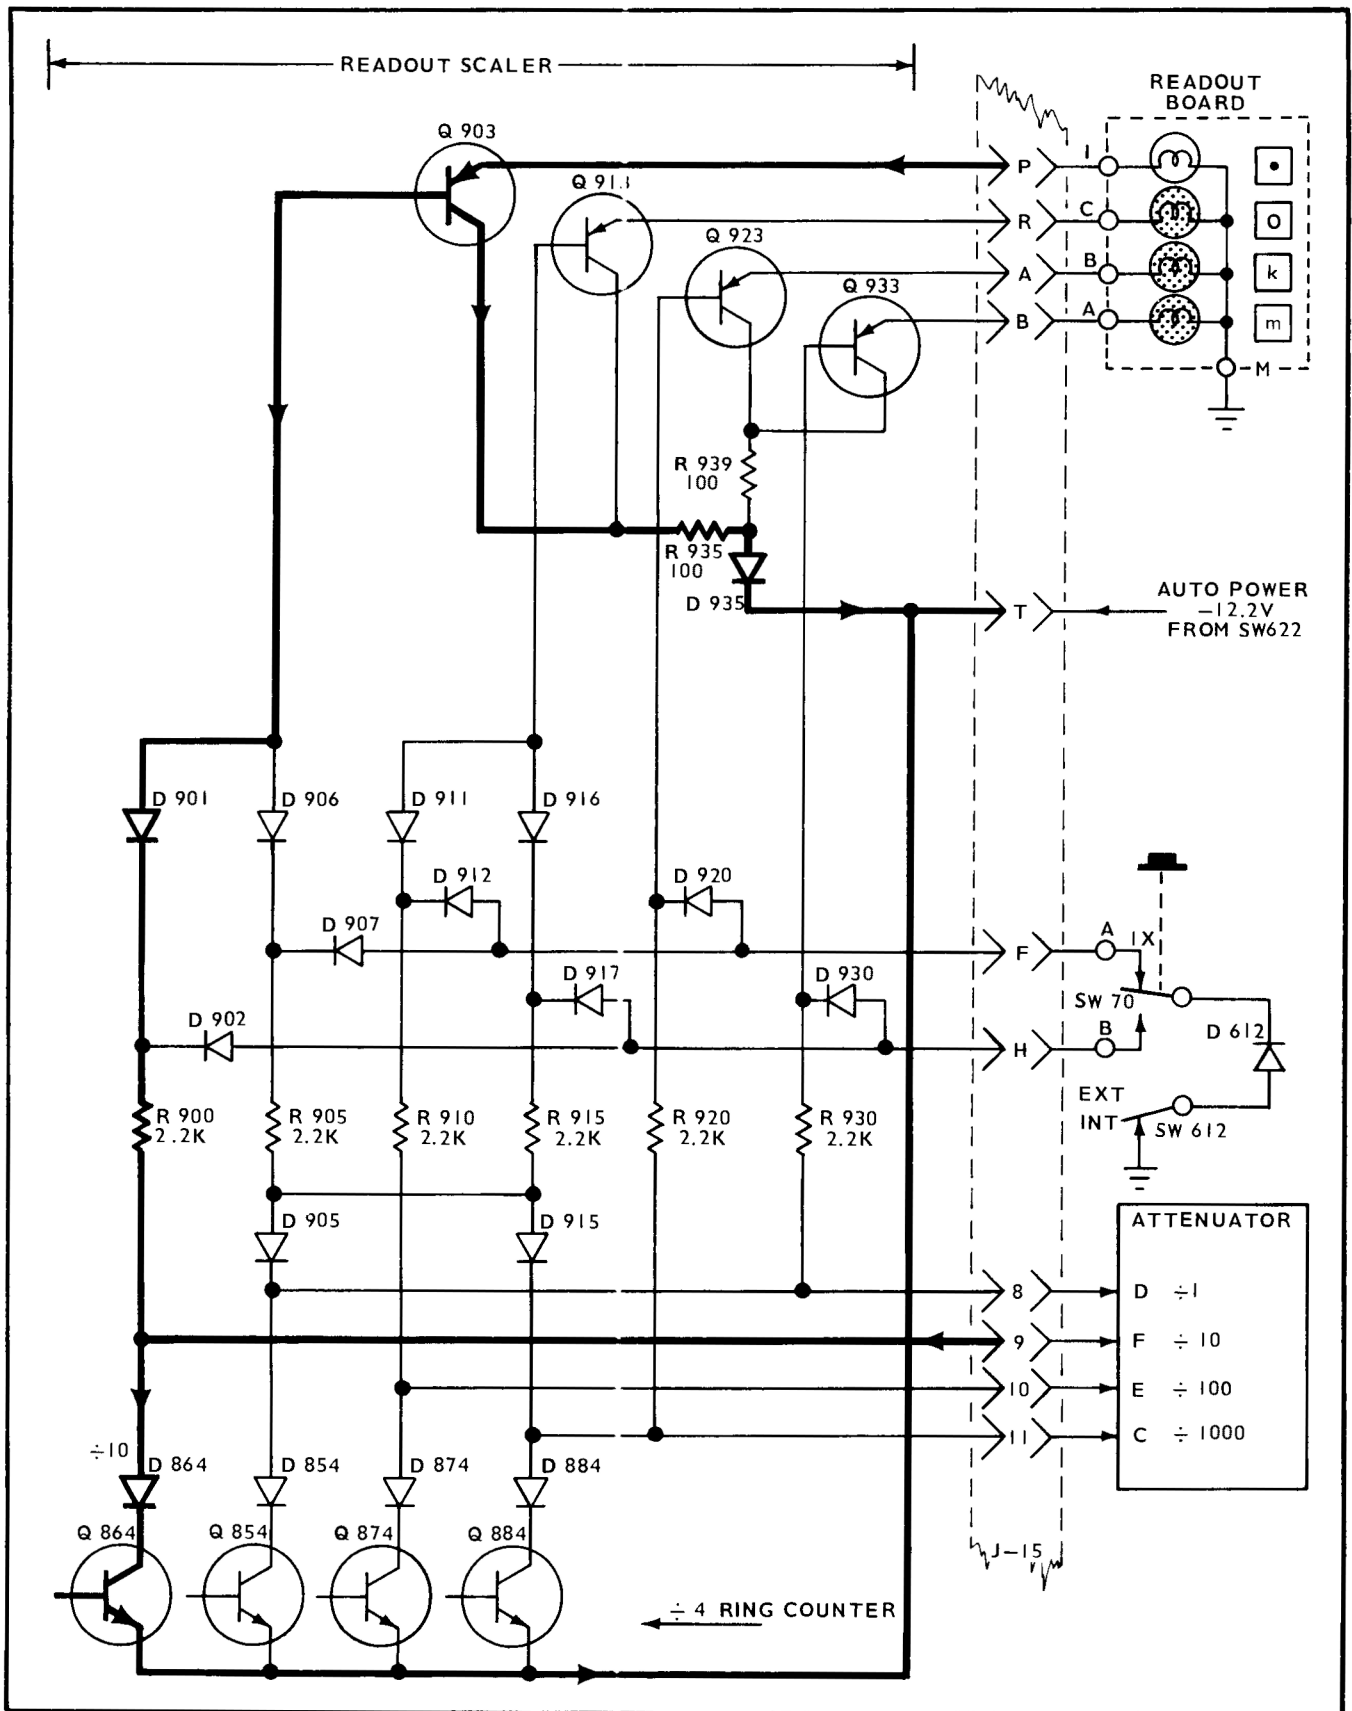 READOUT SCALER
READOUT
BOARD
Q 903
Q 913
Q 923
Q 933
P
I
R
C
O
A
B
k
B
A
m
M
R 939
100
R 935
100
D 935
T
AUTO POWER
–12.2V
FROM SW622
D 901
D 906
D 911
D 916
D 912
D 920
D 907
F
A
1X
D 917
D 930
SW 70
D 902
H
B
D 612
EXT
INT
SW 612
R 900
2.2K
R 905
2.2K
R 910
2.2K
R 915
2.2K
R 920
2.2K
R 930
2.2K
D 905
D 915
ATTENUATOR
8
D ÷1
9
F ÷ 10
10
E ÷ 100
11
C ÷ 1000
÷10
D 864
D 854
D 874
D 884
Q 864
Q 854
Q 874
Q 884
J–15
÷ 4 RING COUNTER